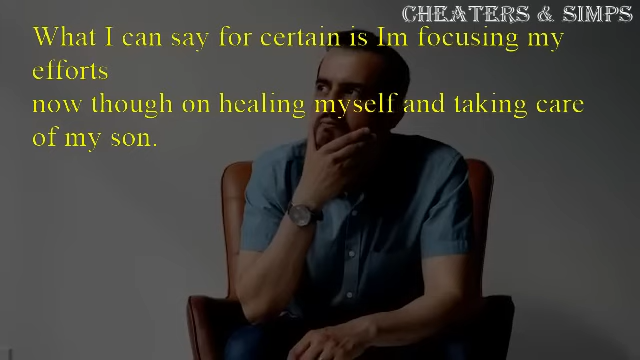 CHEATERS & SIMPS
What I can say for certain is Im focusing my
efforts
now though on healing myself and taking care
of my son.